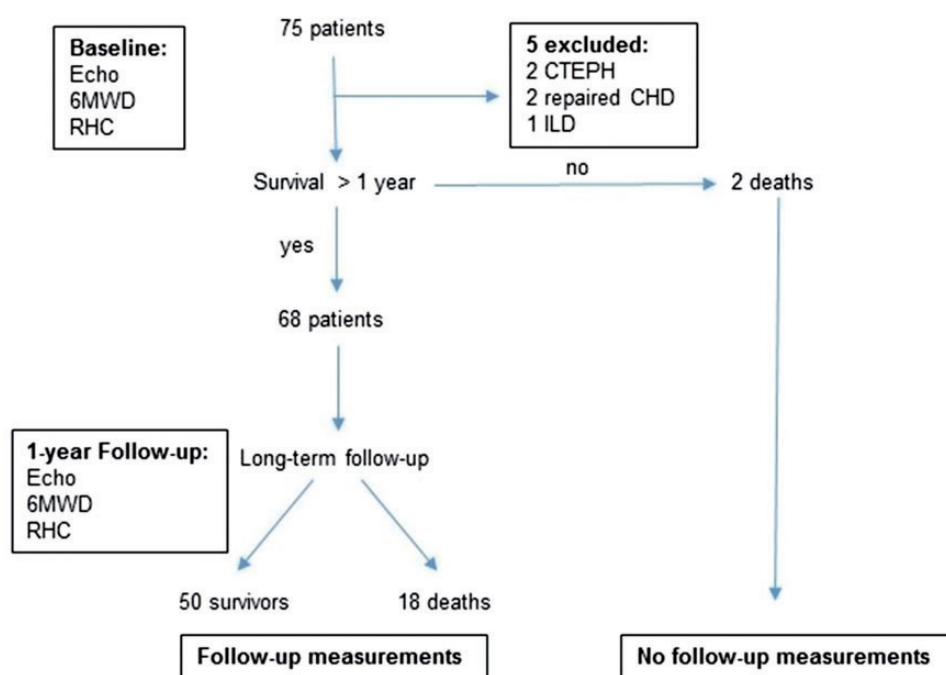 75 patients
Baseline:
Echo
6MWD
RHC
5 excluded:
2 CTEPH
2 repaired CHD
1 ILD
Survival > 1 year
no
2 deaths
yes
68 patients
1-year Follow-up:
Echo
6MWD
RHC
Long-term follow-up
50 survivors
18 deaths
Follow-up measurements
No follow-up measurements